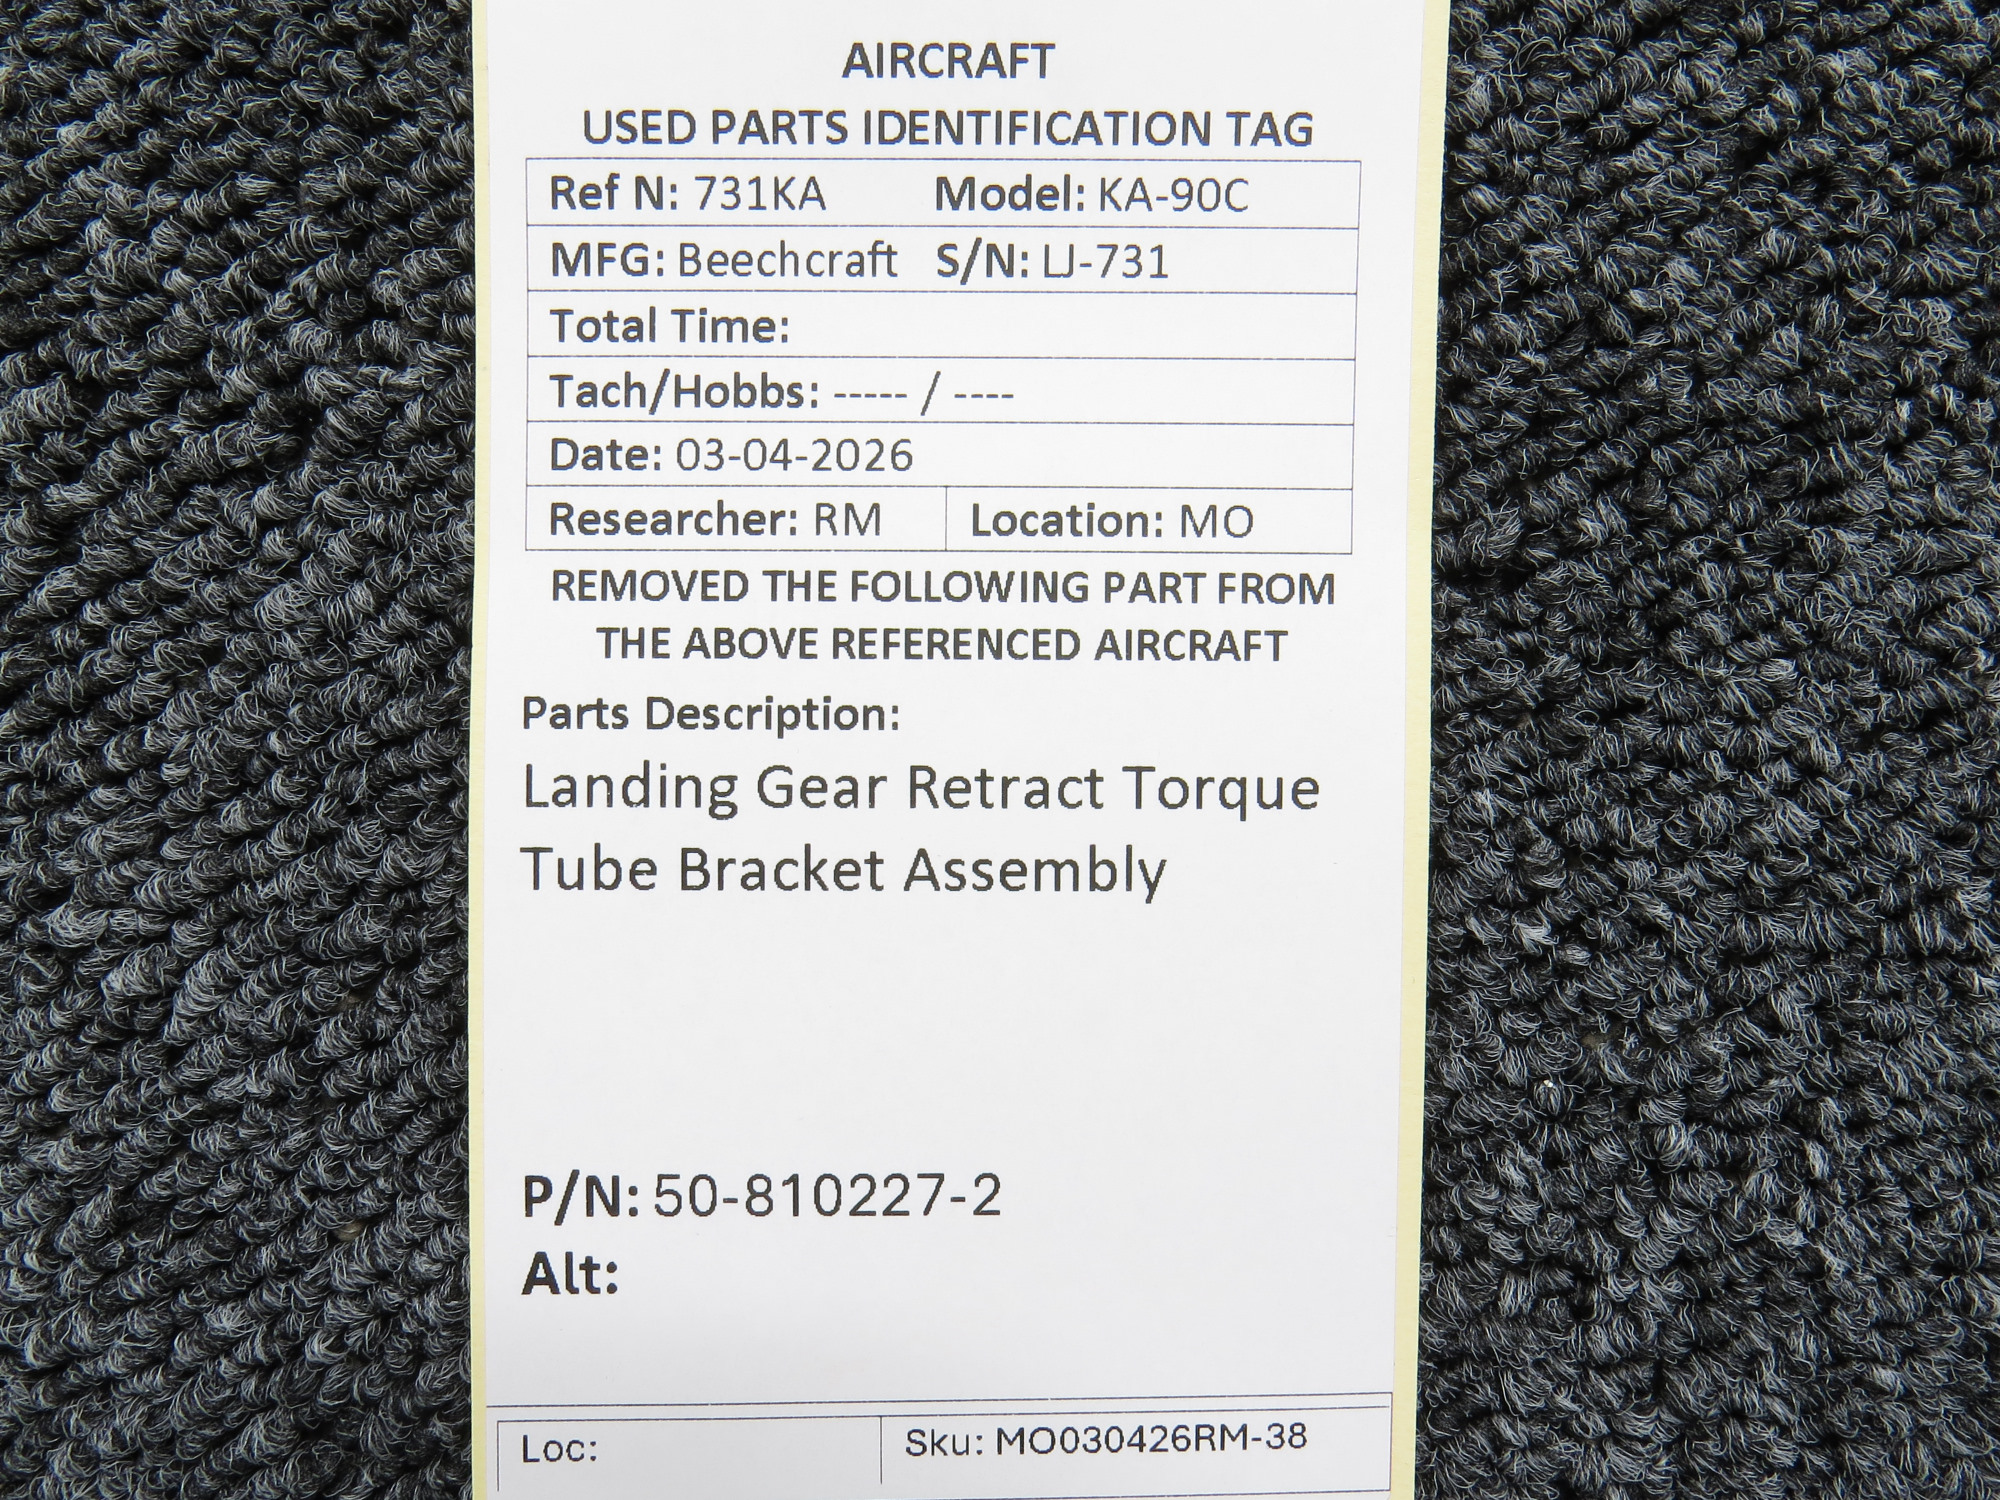 AIRCRAFT
USED PARTS IDENTIFICATION TAG
Ref N: 731KA Model: KA-90C
MFG: Beechcraft S/N: LJ-731
Total Time:
Tach/Hobbs: ----- / ----
Date: 03-04-2026
Researcher: RM Location: MO
REMOVED THE FOLLOWING PART FROM
THE ABOVE REFERENCED AIRCRAFT
Parts Description:
Landing Gear Retract Torque
Tube Bracket Assembly
P/N: 50-810227-2
Alt:
Loc: Sku: MO030426RM-38